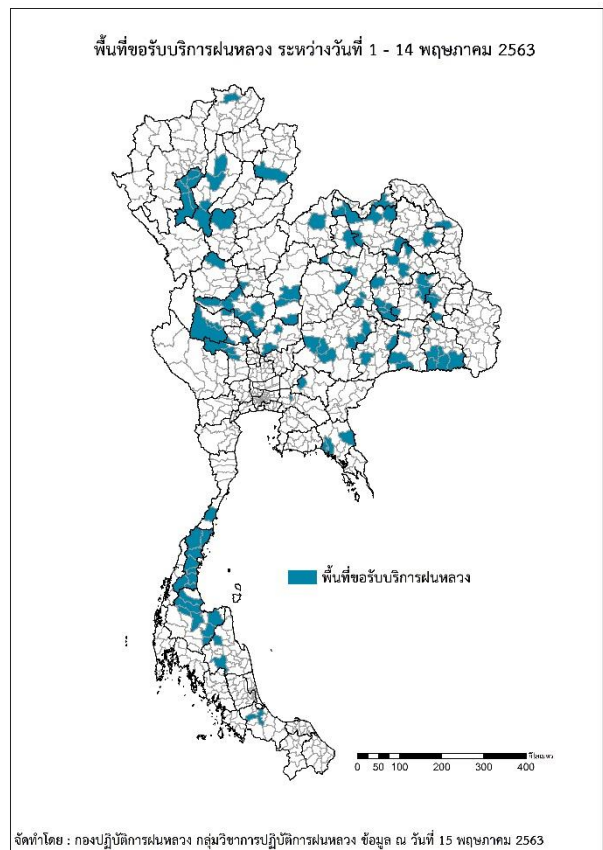 พื้นที่ขอรับบริการฝนหลวง ระหว่างวันที่ 1 - 14 พฤษภาคม 2563
พื้นที่ขอรับบริการฝนหลวง
0 50 100 200 300 400
จัดทำโดย : กองปฏิบัติการฝนหลวง กลุ่มวิชาการปฏิบัติการฝนหลวง ข้อมูล ณ วันที่ 15 พฤษภาคม 2563